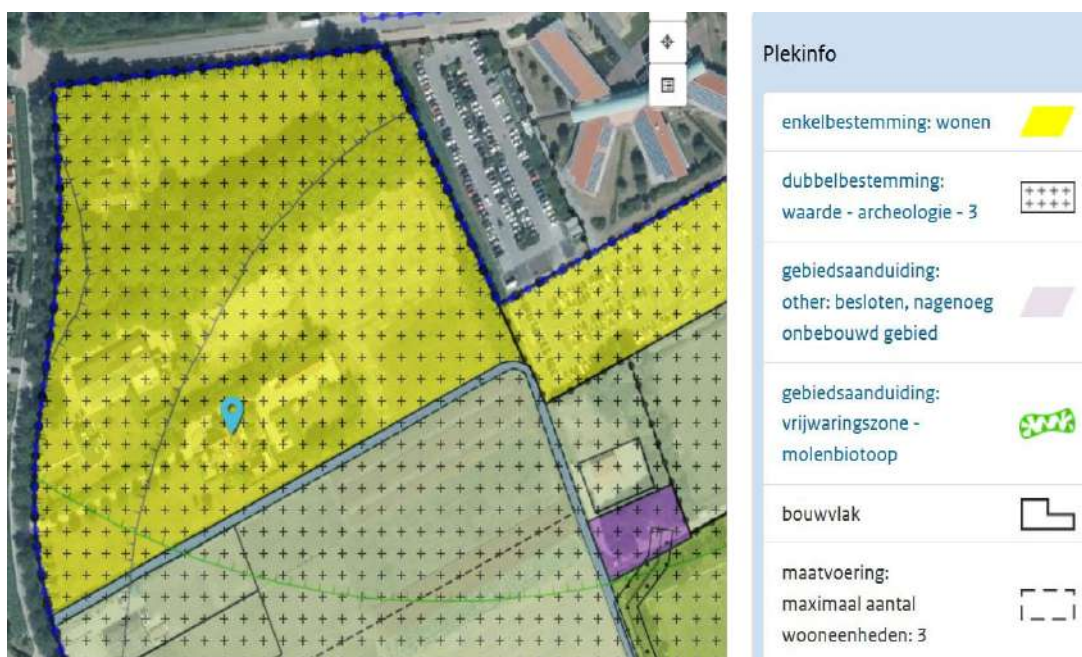 Plekinfo
enkelbestemming: wonen
dubbelbestemming:
waarde - archeologie - 3
gebiedsaanduiding:
other: besloten, nagenoeg
onbebouwd gebied
gebiedsaanduiding:
vrijwaringszone -
molenbiotoop
bouwvlak
maatvoering:
maximaal aantal
wooneenheden: 3